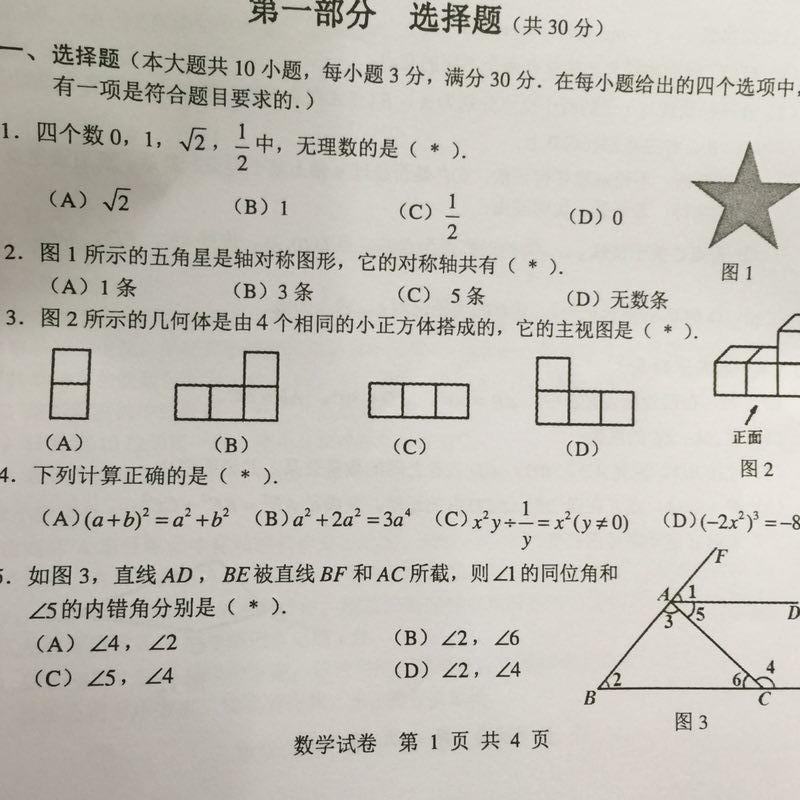 第一部分 选择题（共30分）
一、选择题（本大题共10小题，每小题3分，满分30分．在每小题给出的四个选项中，
有一项是符合题目要求的．）
1．四个数0，1，√2，1/2中，无理数的是（ * ）．
（A）√2 （B）1 （C）1/2 （D）0
图1
2．图1所示的五角星是轴对称图形，它的对称轴共有（ * ）．
（A）1条 （B）3条 （C） 5条 （D）无数条
3．图2所示的几何体是由4个相同的小正方体搭成的，它的主视图是（ * ）．
（A） （B） （C） （D）
正面
图2
4．下列计算正确的是（ * ）．
（A）(a+b)²=a²+b² （B）a²+2a²=3a⁴ （C）x²y÷1/y=x²(y≠0) （D）(−2x²)³=−8
5．如图3，直线AD，BE被直线BF和AC所截，则∠1的同位角和
∠5的内错角分别是（ * ）．
（A）∠4，∠2 （B）∠2，∠6
（C）∠5，∠4 （D）∠2，∠4
F
A 1
3 5 D
B 2 6 4
C
图3
数学试卷 第 1 页 共 4 页